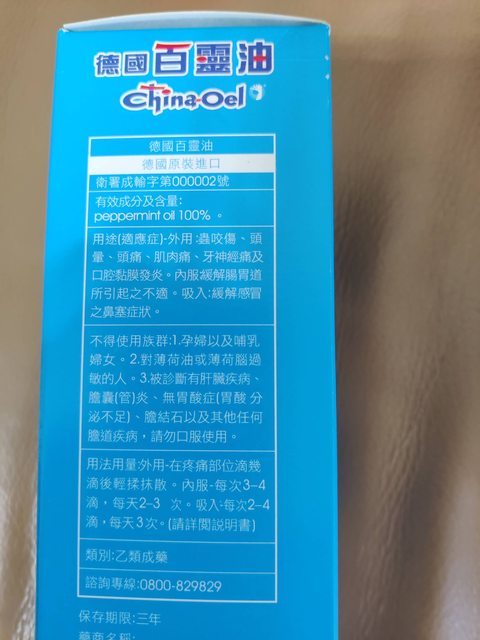 德國百靈油
China-Oel
德國百靈油
德國原裝進口
衛署成輸字第000002號
有效成分及含量:
peppermint oil 100% 。
用途(適應症)-外用:蟲咬傷、頭
暈、頭痛、肌肉痛、牙神經痛及
口腔黏膜發炎。內服:緩解腸胃道
所引起之不適。吸入:緩解感冒
之鼻塞症狀。
不得使用族群:1.孕婦以及哺乳
婦女。2.對薄荷油或薄荷腦過
敏的人。3.被診斷有肝臟疾病、
膽囊(管)炎、無胃酸症(胃酸 分
泌不足)、膽結石以及其他任何
膽道疾病，請勿口服使用。
用法用量:外用-在疼痛部位滴幾
滴後輕揉抹散。內服-每次3-4
滴，每天2-3 次。吸入:每次2-4
滴，每天3次。(請詳閱說明書)
類別:乙類成藥
諮詢專線:0800-829829
保存期限:三年
藥商名稱: